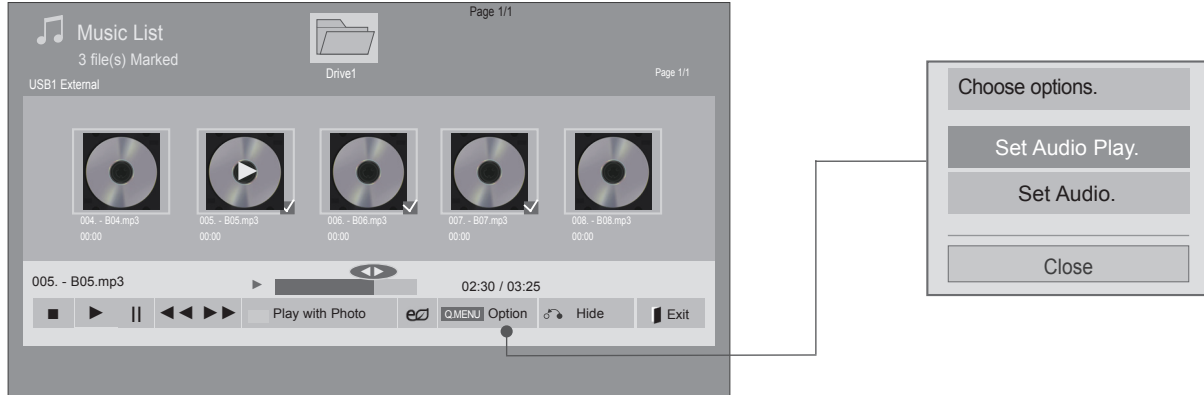 Page 1/1
Music List
3 file(s) Marked
Drive1
USB1 External
Page 1/1
004. - B04.mp3
00:00
005. - B05.mp3
00:00
006. - B06.mp3
00:00
007. - B07.mp3
00:00
008. - B08.mp3
00:00
005. - B05.mp3
02:30 / 03:25
Play with Photo
Q.MENU Option
Hide
Exit
Choose options.
Set Audio Play.
Set Audio.
Close